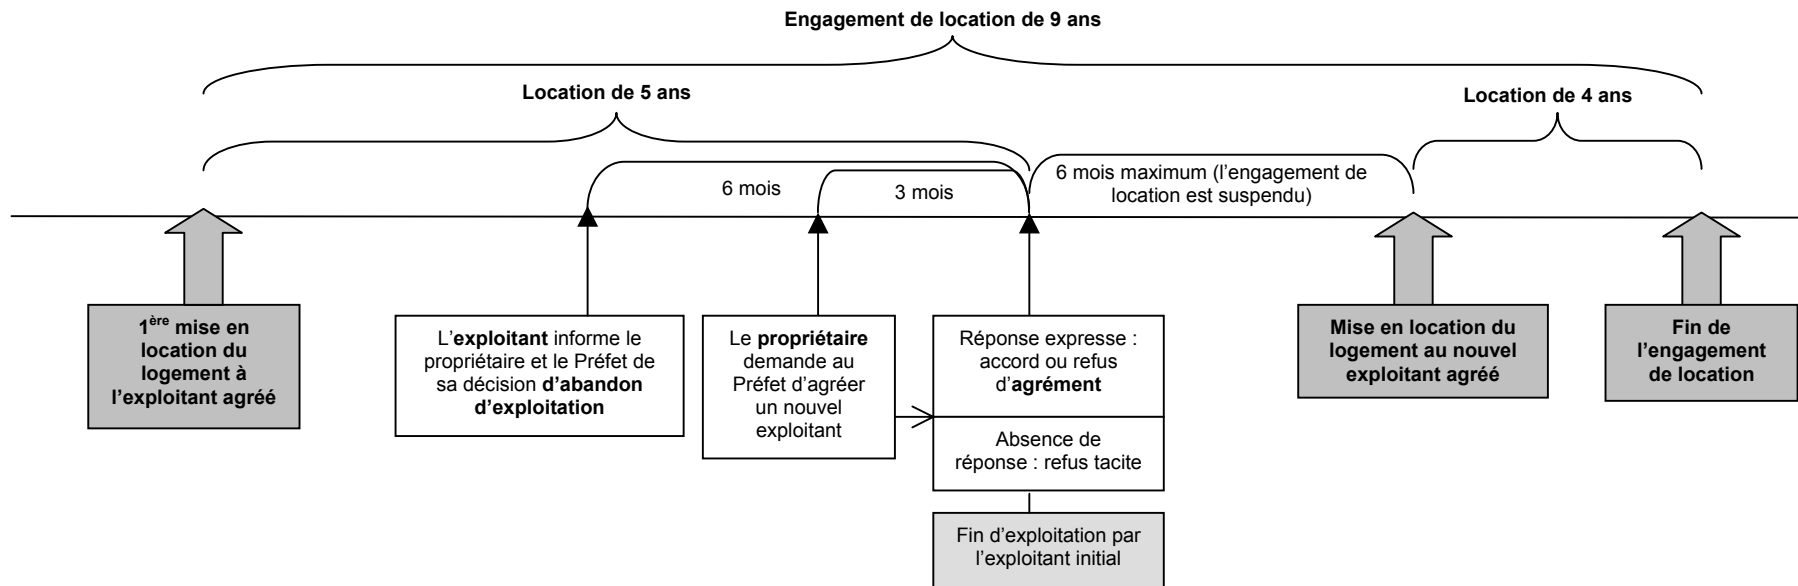 Engagement de location de 9 ans
Location de 5 ans
Location de 4 ans
6 mois
3 mois
6 mois maximum (l'engagement de
location est suspendu)
1ère mise en
location du
logement à
l'exploitant agréé
L'exploitant informe le
propriétaire et le Préfet de
sa décision d'abandon
d'exploitation
Le propriétaire
demande au
Préfet d'agréer
un nouvel
exploitant
Réponse expresse :
accord ou refus
d'agrément
Absence de
réponse : refus tacite
Fin d'exploitation par
l'exploitant initial
Mise en location du
logement au nouvel
exploitant agréé
Fin de
l'engagement
de location